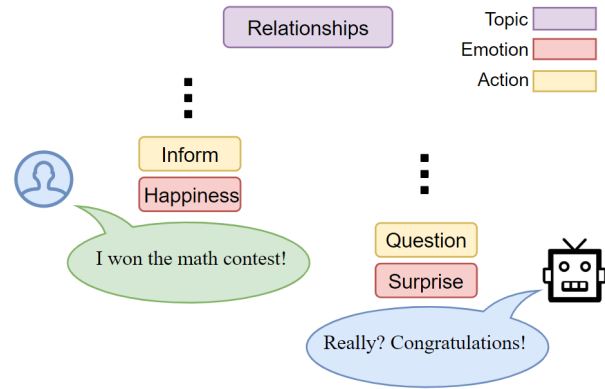 Relationships
Topic
Emotion
Action
Inform
Happiness
I won the math contest!
Question
Surprise
Really? Congratulations!